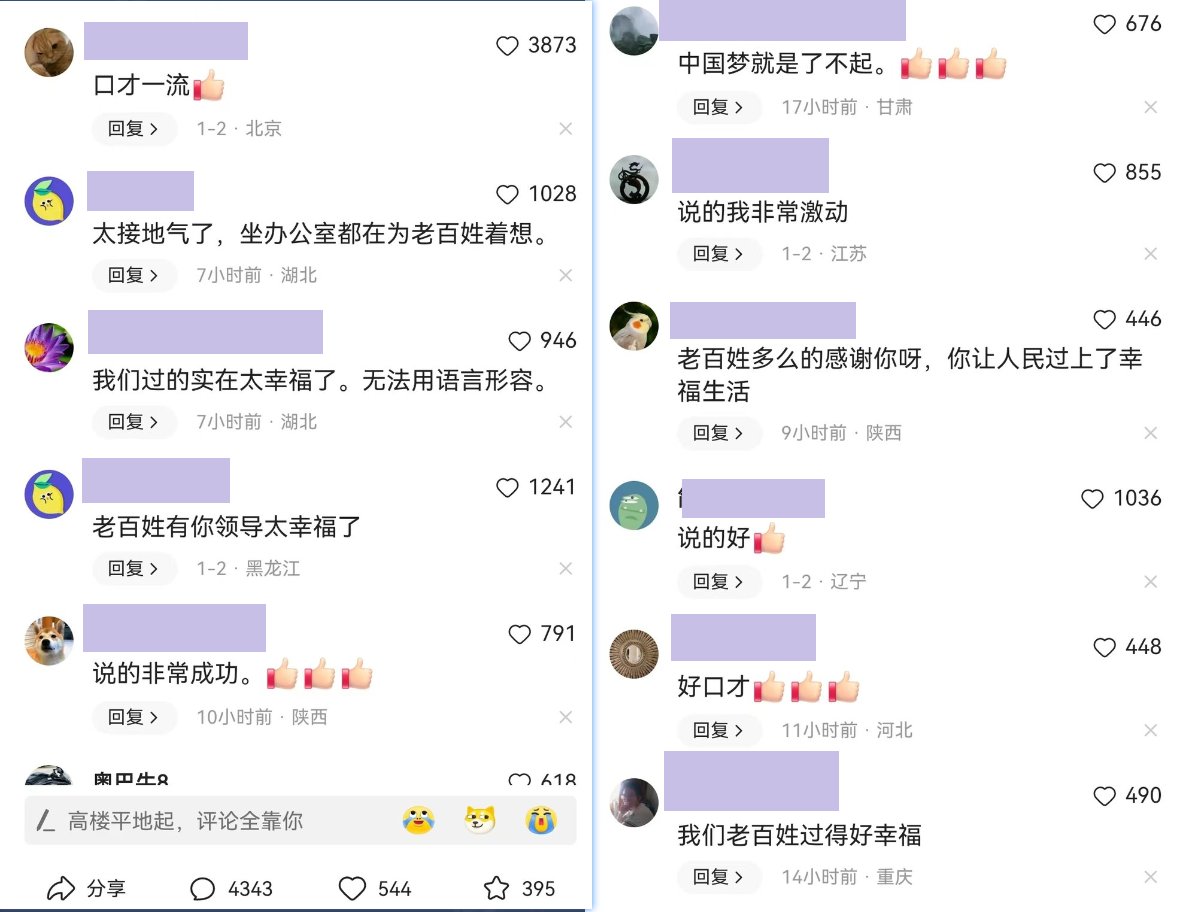 3873
口才一流
回复 >
1-2 · 北京
1028
太接地气了，坐办公室都在为老百姓着想。
回复 >
7小时前 · 湖北
946
我们过的实在太幸福了。无法用语言形容。
回复 >
7小时前 · 湖北
1241
老百姓有你领导太幸福了
回复 >
1-2 · 黑龙江
791
说的非常成功。
回复 >
10小时前 · 陕西
奥巴牛8
618
高楼平地起，评论全靠你
分享
4343
544
395
676
中国梦就是了不起。
回复 >
17小时前 · 甘肃
855
说的我非常激动
回复 >
1-2 · 江苏
446
老百姓多么的感谢你呀，你让人民过上了幸
福生活
回复 >
9小时前 · 陕西
1036
说的好
回复 >
1-2 · 辽宁
448
好口才
回复 >
11小时前 · 河北
490
我们老百姓过得好幸福
回复 >
14小时前 · 重庆